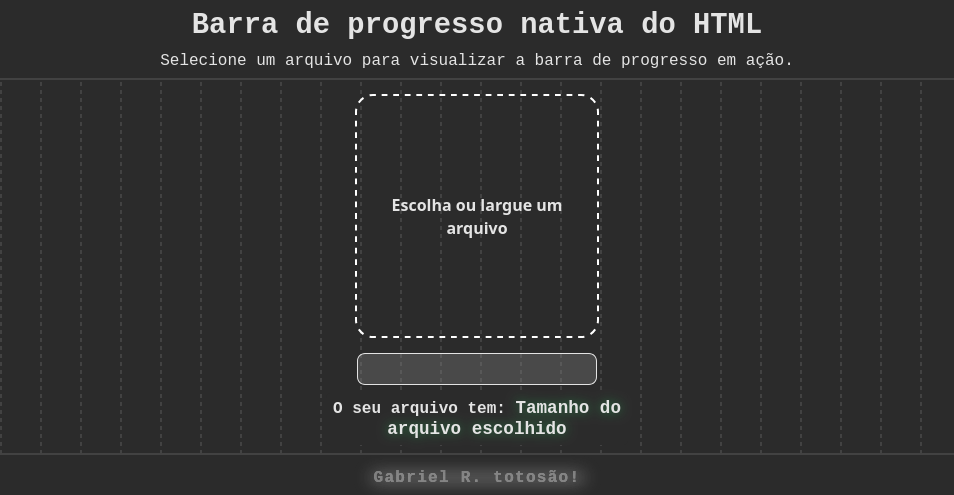 Barra de progresso nativa do HTML
Selecione um arquivo para visualizar a barra de progresso em ação.
Escolha ou largue um
arquivo
O seu arquivo tem: Tamanho do
arquivo escolhido
Gabriel R. totosão!